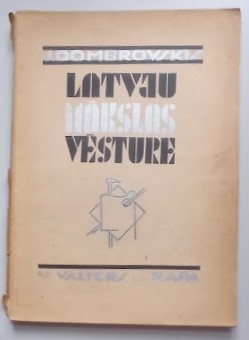 J. DOMBROVSKIS
LATVJU
MĀKSLAS
VĒSTURE
VALTERS RAPA